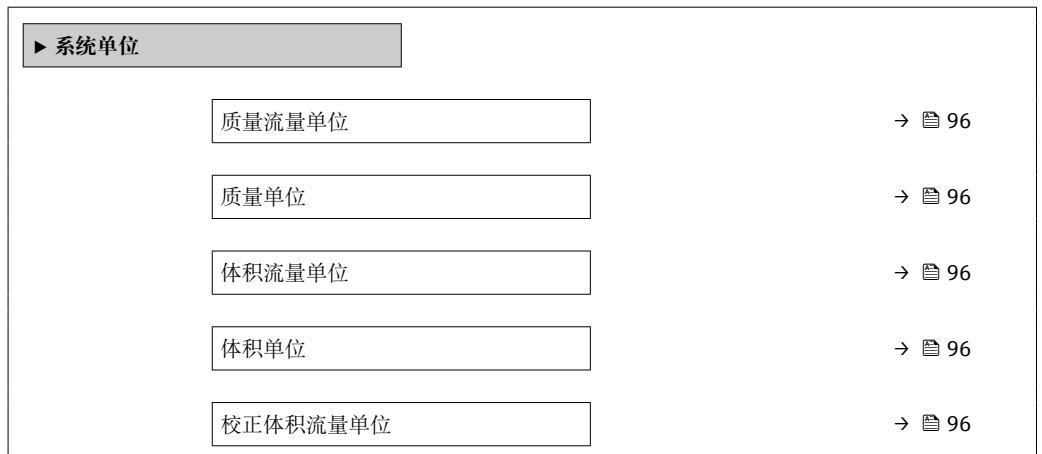 ▶ 系统单位
质量流量单位 → 96
质量单位 → 96
体积流量单位 → 96
体积单位 → 96
校正体积流量单位 → 96